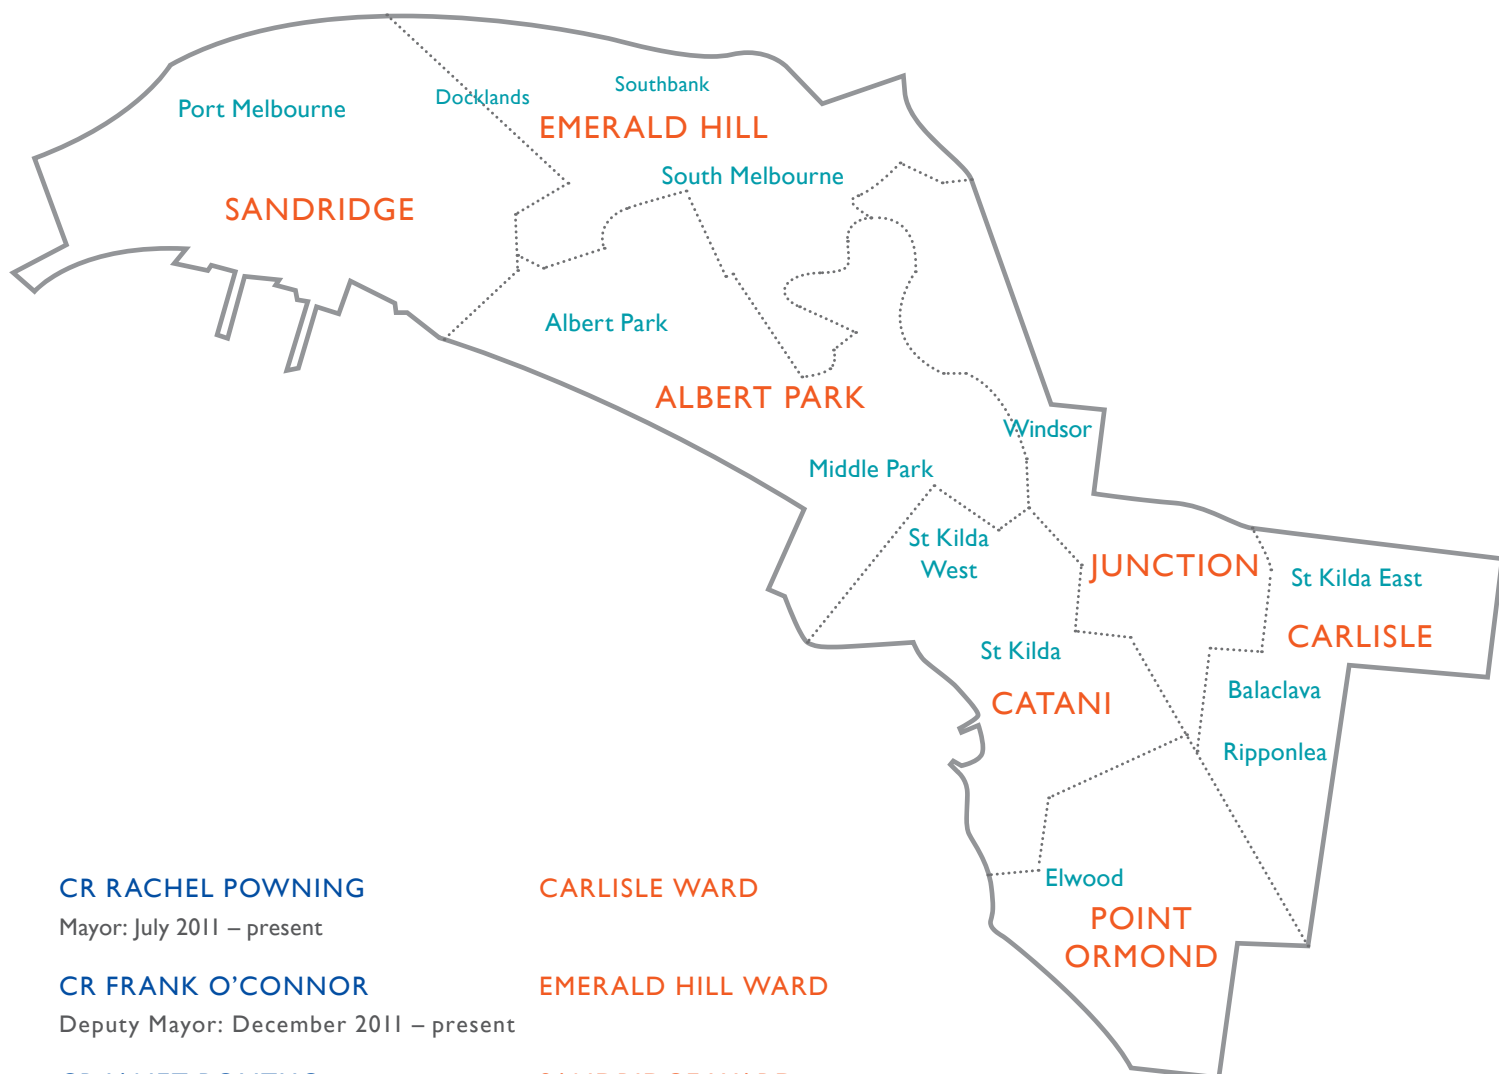 Southbank
Docklands
Port Melbourne
EMERALD HILL
South Melbourne
SANDRIDGE
Albert Park
ALBERT PARK
Windsor
Middle Park
St Kilda
West
JUNCTION
St Kilda East
CARLISLE
St Kilda
Balaclava
CATANI
Ripponlea
Elwood
POINT
ORMOND
CR RACHEL POWNING
CARLISLE WARD
Mayor: July 2011 – present
CR FRANK O’CONNOR
EMERALD HILL WARD
Deputy Mayor: December 2011 – present